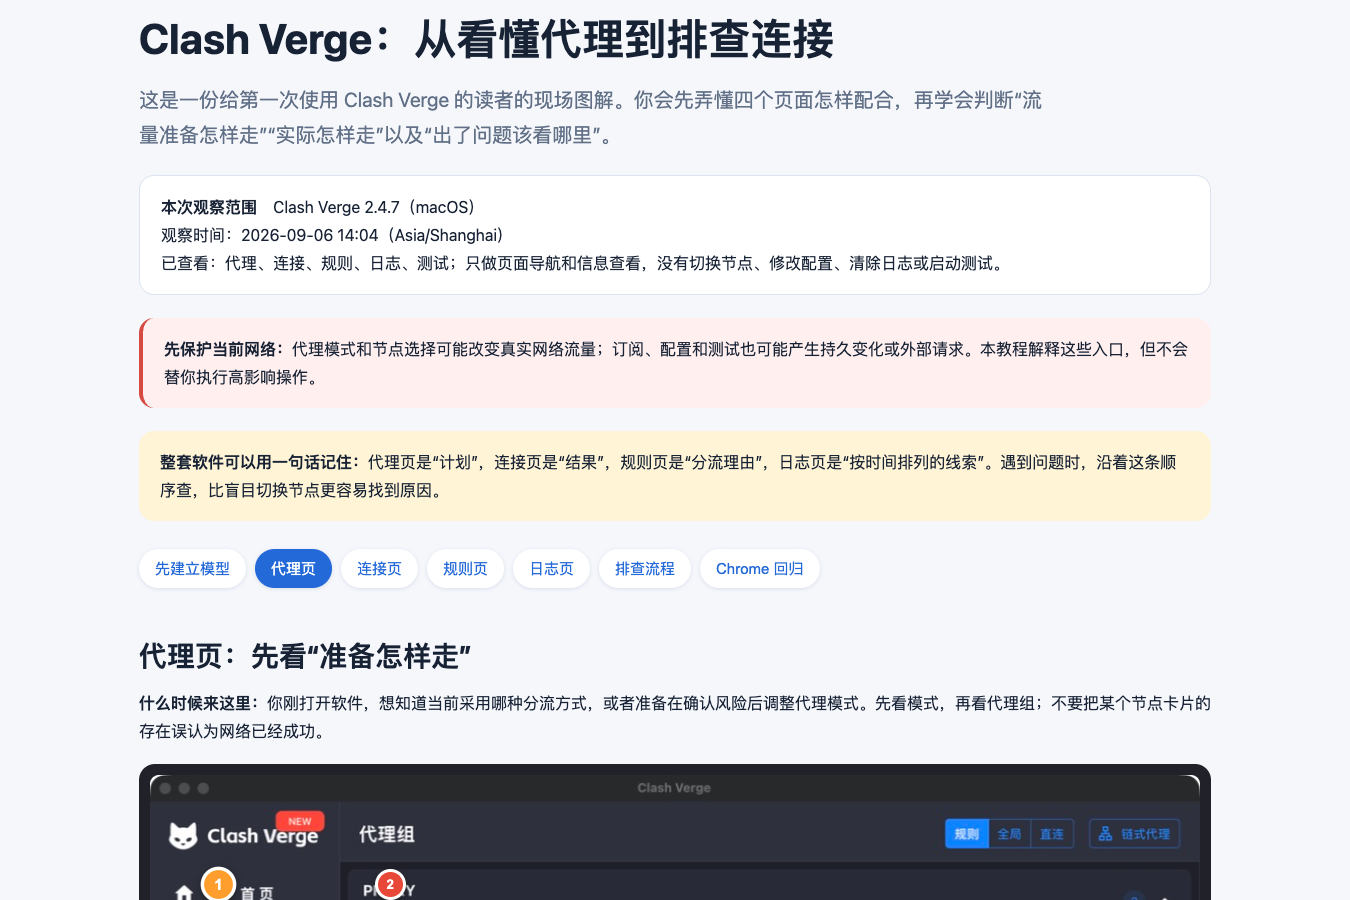 Clash Verge：从看懂代理到排查连接
这是一份给第一次使用 Clash Verge 的读者的现场图解。你会先弄懂四个页面怎样配合，再学会判断“流
量准备怎样走”“实际怎样走”以及“出了问题该看哪里”。
本次观察范围 Clash Verge 2.4.7（macOS）
观察时间：2026-09-06 14:04（Asia/Shanghai）
已查看：代理、连接、规则、日志、测试；只做页面导航和信息查看，没有切换节点、修改配置、清除日志或启动测试。
先保护当前网络：代理模式和节点选择可能改变真实网络流量；订阅、配置和测试也可能产生持久变化或外部请求。本教程解释这些入口，但不会
替你执行高影响操作。
整套软件可以用一句话记住：代理页是“计划”，连接页是“结果”，规则页是“分流理由”，日志页是“按时间排列的线索”。遇到问题时，沿着这条顺
序查，比盲目切换节点更容易找到原因。
先建立模型 代理页 连接页 规则页 日志页 排查流程 Chrome 回归
代理页：先看“准备怎样走”
什么时候来这里：你刚打开软件，想知道当前采用哪种分流方式，或者准备在确认风险后调整代理模式。先看模式，再看代理组；不要把某个节点卡片的
存在误认为网络已经成功。
Clash Verge
NEW
Clash Verge 代理组 规则 全局 直连 链式代理
1 首页 2